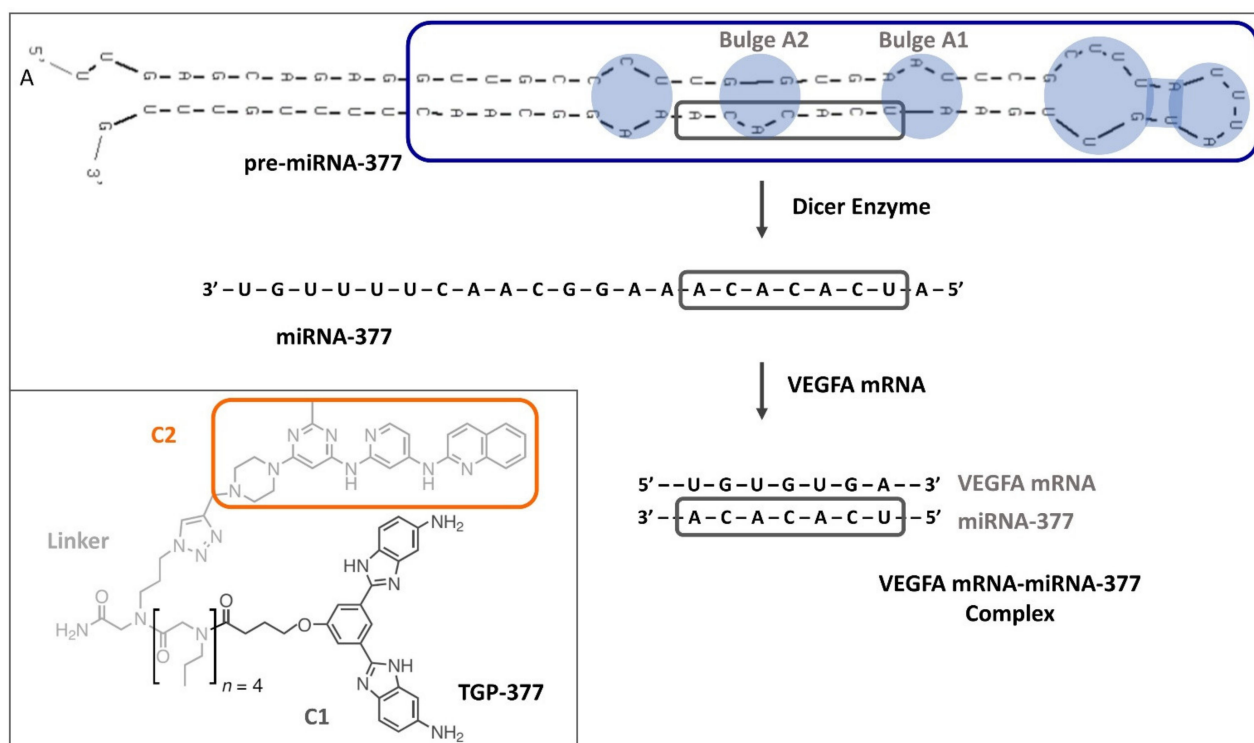 A
5' U U G A G C A G A G G U U G C C C U U G G U G A A U U C G C U U U A U U U A
G U U U G U U U U C A A C G G A A A C A C A C U A A G U U G U
3'
Bulge A2 Bulge A1
pre-miRNA-377
Dicer Enzyme
3'-U-G-U-U-U-U-C-A-A-C-G-G-A-A-A-C-A-C-A-C-U-A-5'
miRNA-377
VEGFA mRNA
5'-U-G-U-G-U-G-A-3' VEGFA mRNA
3'-A-C-A-C-A-C-U-5' miRNA-377
VEGFA mRNA-miRNA-377
Complex
C2
N N N N
N N N N
H H
N
Linker
N N
N
NH2
HN N
O N N O
H2N O O
n = 4
NH
N
TGP-377
C1
NH2